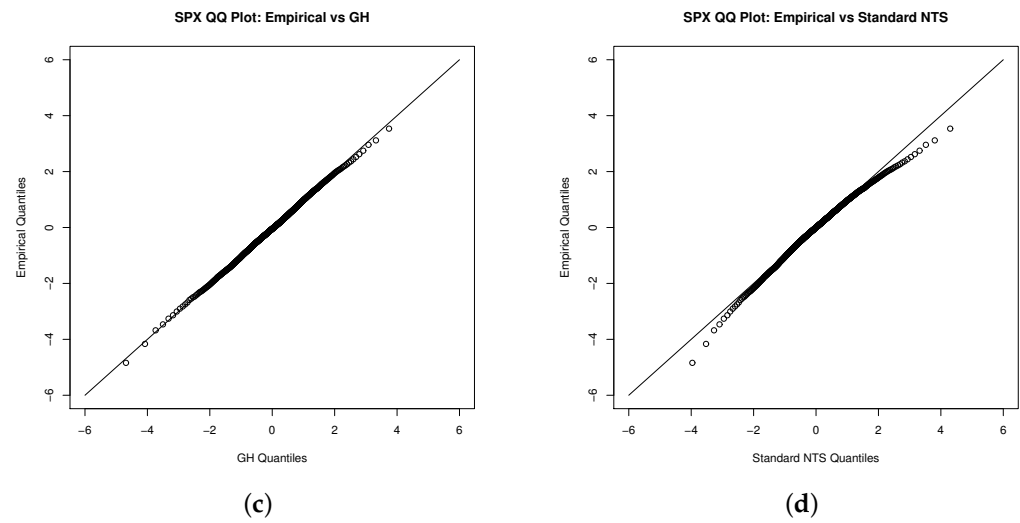 SPX QQ Plot: Empirical vs GH
Empirical Quantiles
6
4
2
0
−2
−4
−6
−6 −4 −2 0 2 4 6
GH Quantiles
(c)
SPX QQ Plot: Empirical vs Standard NTS
Empirical Quantiles
6
4
2
0
−2
−4
−6
−6 −4 −2 0 2 4 6
Standard NTS Quantiles
(d)